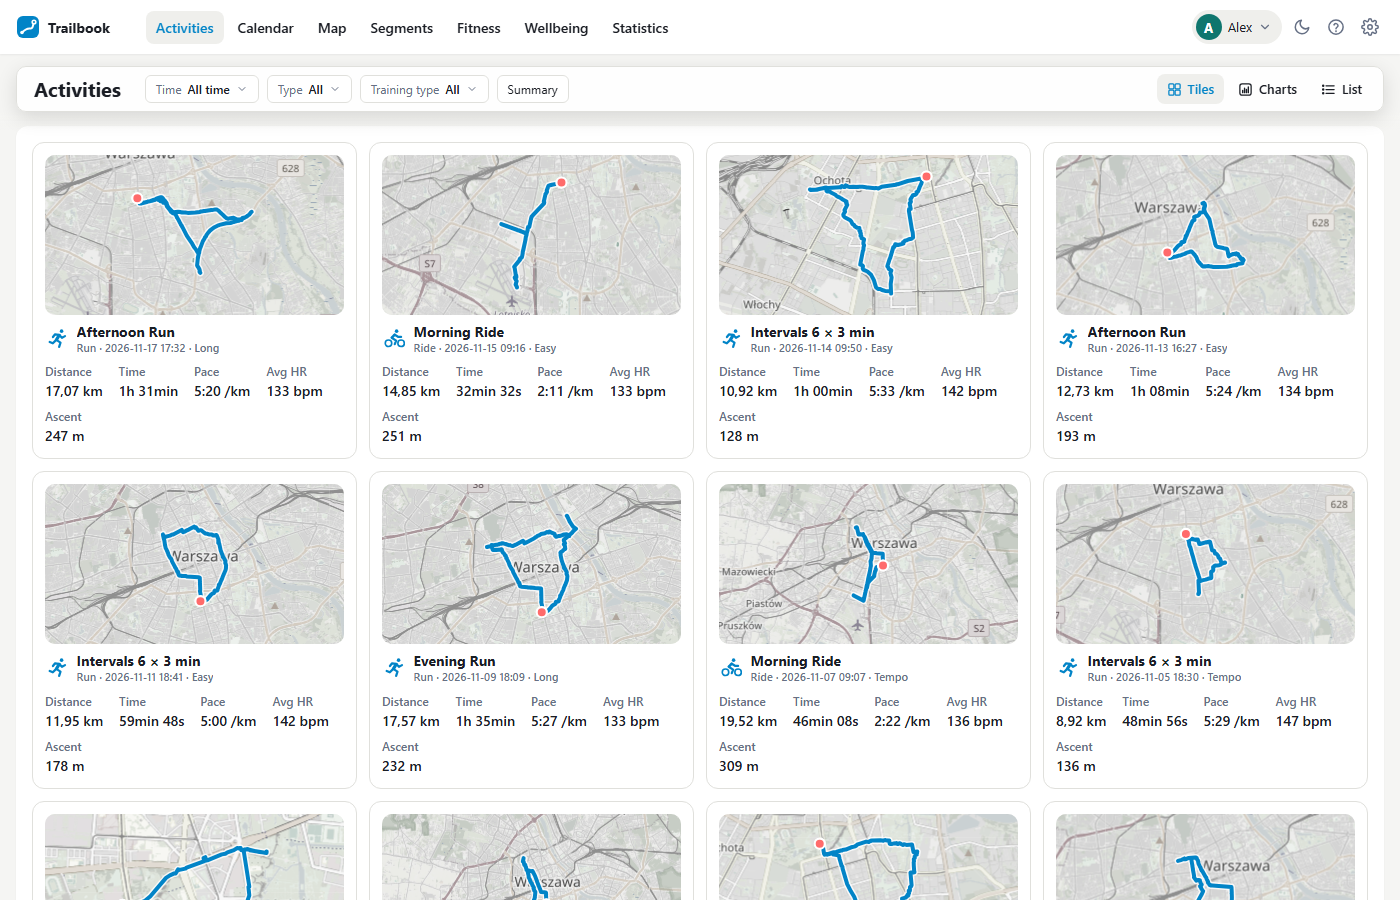 Trailbook
Activities
Calendar
Map
Segments
Fitness
Wellbeing
Statistics
A
Alex
Activities
Time All time
Type All
Training type All
Summary
Tiles
Charts
List
Warszawa
628
Afternoon Run
Run · 2026-11-17 17:32 · Long
Distance Time Pace Avg HR
17,07 km 1h 31min 5:20 /km 133 bpm
Ascent
247 m
S7
Morning Ride
Ride · 2026-11-15 09:16 · Easy
Distance Time Pace Avg HR
14,85 km 32min 32s 2:11 /km 133 bpm
Ascent
251 m
Ochota
Włochy
Intervals 6 × 3 min
Run · 2026-11-14 09:50 · Easy
Distance Time Pace Avg HR
10,92 km 1h 00min 5:33 /km 142 bpm
Ascent
128 m
Warszawa
628
Afternoon Run
Run · 2026-11-13 16:27 · Easy
Distance Time Pace Avg HR
12,73 km 1h 08min 5:24 /km 134 bpm
Ascent
193 m
Warszawa
Intervals 6 × 3 min
Run · 2026-11-11 18:41 · Easy
Distance Time Pace Avg HR
11,95 km 59min 48s 5:00 /km 142 bpm
Ascent
178 m
S8
Warszawa
Evening Run
Run · 2026-11-09 18:09 · Long
Distance Time Pace Avg HR
17,57 km 1h 35min 5:27 /km 133 bpm
Ascent
232 m
Warszawa
Mazowiecki
Piastów
Pruszków
S2
Morning Ride
Ride · 2026-11-07 09:07 · Tempo
Distance Time Pace Avg HR
19,52 km 46min 08s 2:22 /km 136 bpm
Ascent
309 m
Warszawa
628
7
Intervals 6 × 3 min
Run · 2026-11-05 18:30 · Tempo
Distance Time Pace Avg HR
8,92 km 48min 56s 5:29 /km 147 bpm
Ascent
136 m
Warszawa
chota
Warszawa